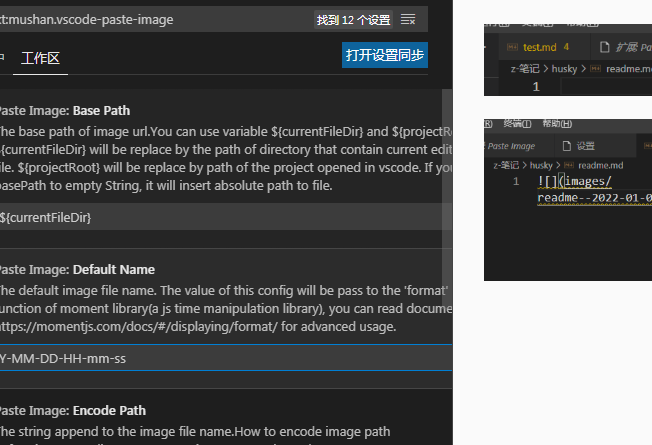 ct:mushan.vscode-paste-image
找到 12 个设置
工作区
打开设置同步
Paste Image: Base Path
The base path of image url.You can use variable ${currentFileDir} and ${projectRo
${currentFileDir} will be replace by the path of directory that contain current edit
file. ${projectRoot} will be replace by path of the project opened in vscode. If you
basePath to empty String, it will insert absolute path to file.
${currentFileDir}
Paste Image: Default Name
The default image file name. The value of this config will be pass to the 'format'
function of moment library(a js time manipulation library), you can read docume
https://momentjs.com/docs/#/displaying/format/ for advanced usage.
Y-MM-DD-HH-mm-ss
Paste Image: Encode Path
The string append to the image file name.How to encode image path
test.md 4
扩展: Pa
z-笔记 > husky > readme.m
1
终端(T) 帮助(H)
Paste Image
设置
z-笔记 > husky > readme.md
1
![](images/
readme--2022-01-0